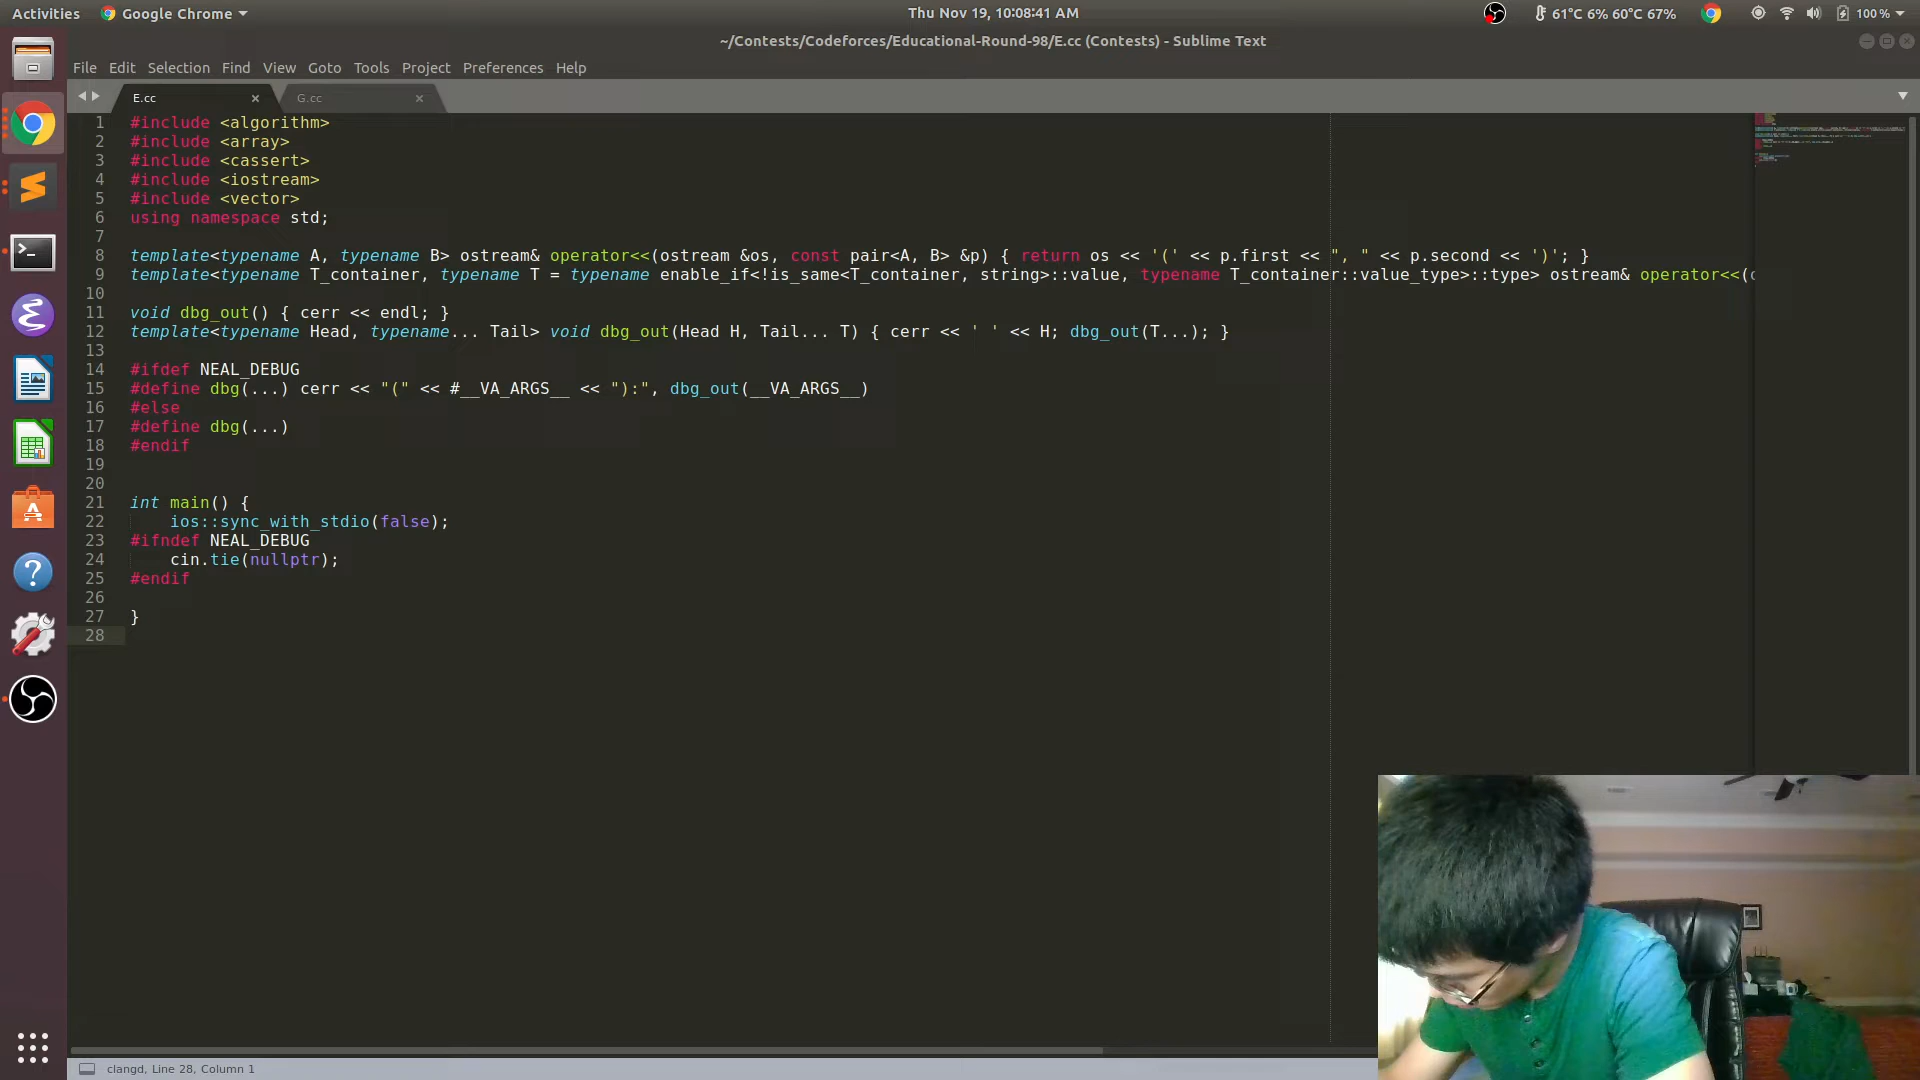 Activities Google Chrome Thu Nov 19, 10:08:41 AM 61°C 6% 60°C 67% 100 %
~/Contests/Codeforces/Educational-Round-98/E.cc (Contests) - Sublime Text
File Edit Selection Find View Goto Tools Project Preferences Help
E.cc × G.cc ×
1 #include <algorithm>
2 #include <array>
3 #include <cassert>
4 #include <iostream>
5 #include <vector>
6 using namespace std;
7
8 template<typename A, typename B> ostream& operator<<(ostream &os, const pair<A, B> &p) { return os << '(' << p.first << ", " << p.second << ')'; }
9 template<typename T_container, typename T = typename enable_if<!is_same<T_container, string>::value, typename T_container::value_type>::type> ostream& operator<<(
10
11 void dbg_out() { cerr << endl; }
12 template<typename Head, typename... Tail> void dbg_out(Head H, Tail... T) { cerr << ' ' << H; dbg_out(T...); }
13
14 #ifdef NEAL_DEBUG
15 #define dbg(...) cerr << "(" << #__VA_ARGS__ << "):", dbg_out(__VA_ARGS__)
16 #else
17 #define dbg(...)
18 #endif
19
20
21 int main() {
22 ios::sync_with_stdio(false);
23 #ifndef NEAL_DEBUG
24 cin.tie(nullptr);
25 #endif
26
27 }
28
clangd, Line 28, Column 1